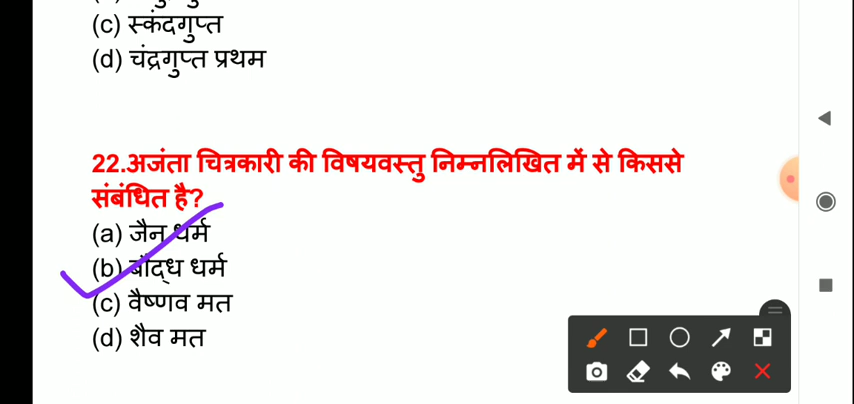 (c) स्कंदगुप्त
(d) चंद्रगुप्त प्रथम
22.अजंता चित्रकारी की विषयवस्तु निम्नलिखित में से किससे
संबंधित है?
(a) जैन धर्म
(b) बौद्ध धर्म
(c) वैष्णव मत
(d) शैव मत